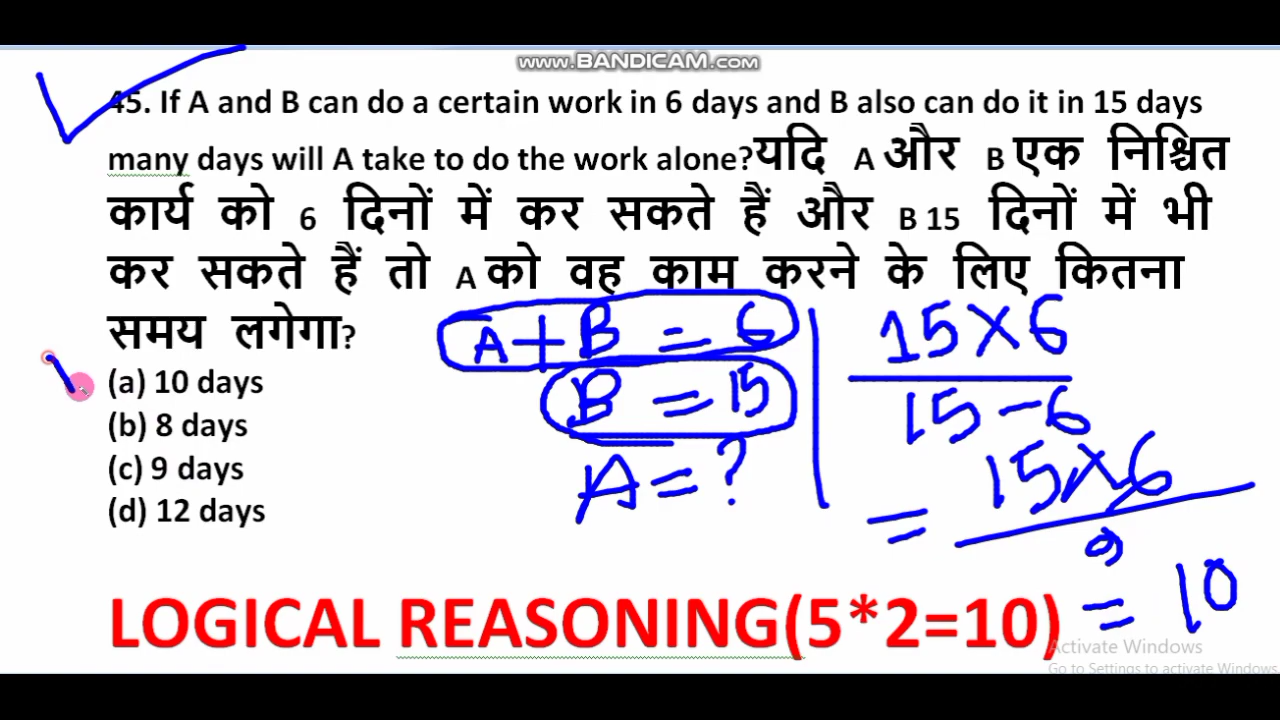 www.BANDICAM.com
45. If A and B can do a certain work in 6 days and B also can do it in 15 days
many days will A take to do the work alone?यदि A और B एक निश्चित
कार्य को 6 दिनों में कर सकते हैं और B 15 दिनों में भी
कर सकते हैं तो A को वह काम करने के लिए कितना
समय लगेगा?
A+B = 6
B = 15
A = ?
15×6
15-6
= 15×6
9
= 10
(a) 10 days
(b) 8 days
(c) 9 days
(d) 12 days
LOGICAL REASONING(5*2=10)
Activate Windows
Go to Settings to activate Windows